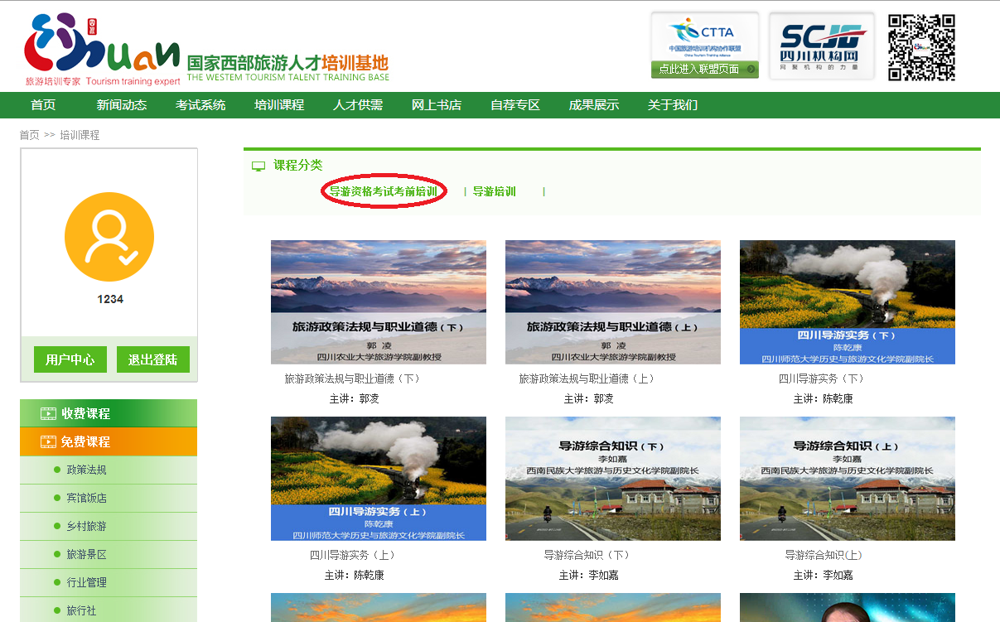 uan
旅游培训专家 Tourism training expert
国家西部旅游人才培训基地
THE WESTEM TOURISM TALENT TRAINING BASE
CTTA
中国旅游培训机构协作联盟
China Tourism Training Alliance
点此进入联盟页面
SCJG
四川机构网
网 聚 机 构 的 力 量
首页 新闻动态 考试系统 培训课程 人才供需 网上书店 自荐专区 成果展示 关于我们
首页 >> 培训课程
1234
用户中心 退出登陆
收费课程
免费课程
政策法规
宾馆饭店
乡村旅游
旅游景区
行业管理
旅行社
课程分类
导游资格考试考前培训 | 导游培训 |
旅游政策法规与职业道德（下）
郭 凌
四川农业大学旅游学院副教授
旅游政策法规与职业道德（下）
主讲：郭凌
旅游政策法规与职业道德（上）
郭 凌
四川农业大学旅游学院副教授
旅游政策法规与职业道德（上）
主讲：郭凌
四川导游实务（下）
陈乾康
四川师范大学历史与旅游文化学院副院长
四川导游实务（下）
主讲：陈乾康
四川导游实务（上）
陈乾康
四川师范大学历史与旅游文化学院副院长
四川导游实务（上）
主讲：陈乾康
导游综合知识（下）
李如嘉
西南民族大学旅游与历史文化学院副院长
导游综合知识（下）
主讲：李如嘉
导游综合知识（上）
李如嘉
西南民族大学旅游与历史文化学院副院长
导游综合知识(上)
主讲：李如嘉